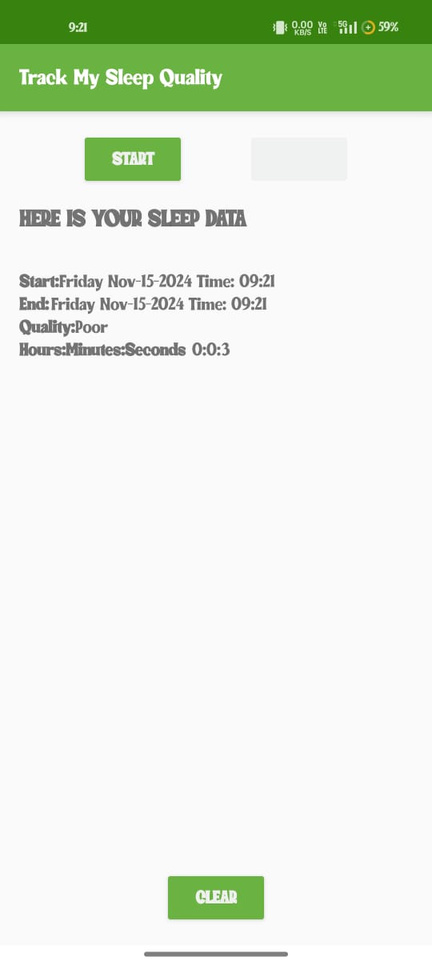 9:21 0.00 KB/S Vo LTE 5G 59%
Track My Sleep Quality
START
HERE IS YOUR SLEEP DATA
Start:Friday Nov-15-2024 Time: 09:21
End:Friday Nov-15-2024 Time: 09:21
Quality:Poor
Hours:Minutes:Seconds 0:0:3
CLEAR